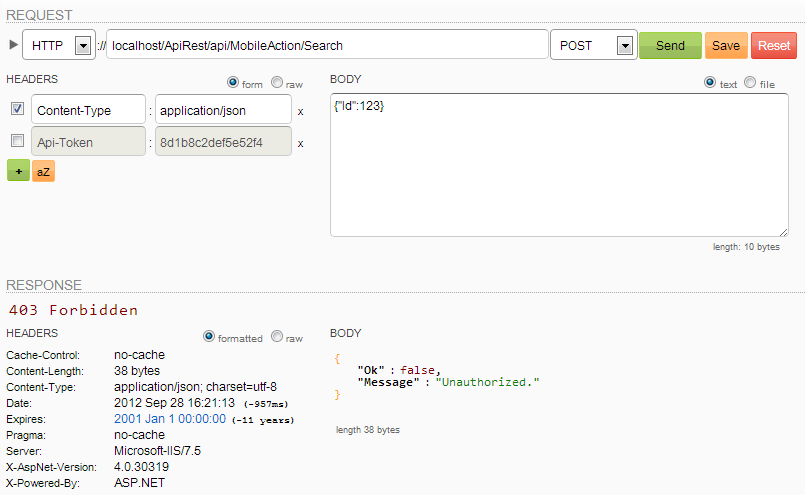 REQUEST
HTTP :// localhost/ApiRest/api/MobileAction/Search POST Send Save Reset
HEADERS form raw
Content-Type : application/json x
Api-Token : 8d1b8c2def5e52f4 x
+ aZ
BODY text file
{"Id":123}
length: 10 bytes
RESPONSE
403 Forbidden
HEADERS formatted raw
Cache-Control: no-cache
Content-Length: 38 bytes
Content-Type: application/json; charset=utf-8
Date: 2012 Sep 28 16:21:13 (-957ms)
Expires: 2001 Jan 1 00:00:00 (-11 years)
Pragma: no-cache
Server: Microsoft-IIS/7.5
X-AspNet-Version: 4.0.30319
X-Powered-By: ASP.NET
BODY
{
"Ok" : false,
"Message" : "Unauthorized."
}
length 38 bytes